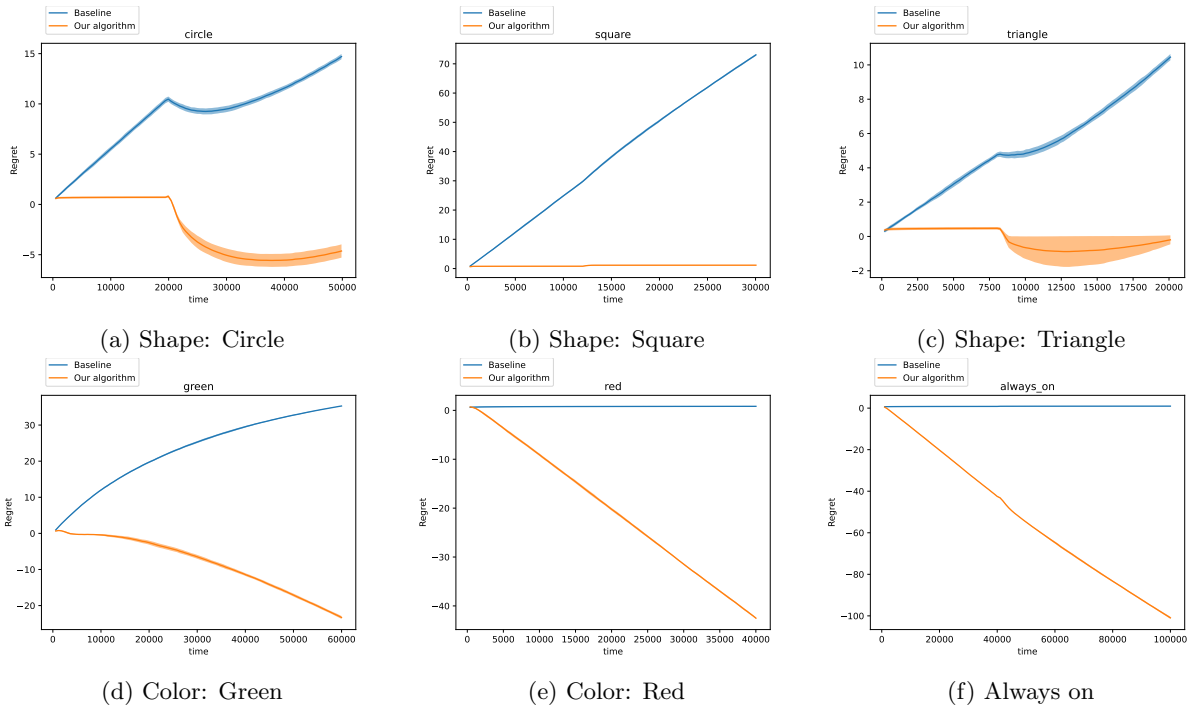 Baseline
Our algorithm
circle
Regret
15
10
5
0
−5
0 10000 20000 30000 40000 50000
time
(a) Shape: Circle
Baseline
Our algorithm
square
Regret
70
60
50
40
30
20
10
0
0 5000 10000 15000 20000 25000 30000
time
(b) Shape: Square
Baseline
Our algorithm
triangle
Regret
10
8
6
4
2
0
−2
0 2500 5000 7500 10000 12500 15000 17500 20000
time
(c) Shape: Triangle
Baseline
Our algorithm
green
Regret
30
20
10
0
−10
−20
0 10000 20000 30000 40000 50000 60000
time
(d) Color: Green
Baseline
Our algorithm
red
Regret
0
−10
−20
−30
−40
0 5000 10000 15000 20000 25000 30000 35000 40000
time
(e) Color: Red
Baseline
Our algorithm
always_on
Regret
0
−20
−40
−60
−80
−100
0 20000 40000 60000 80000 100000
time
(f) Always on